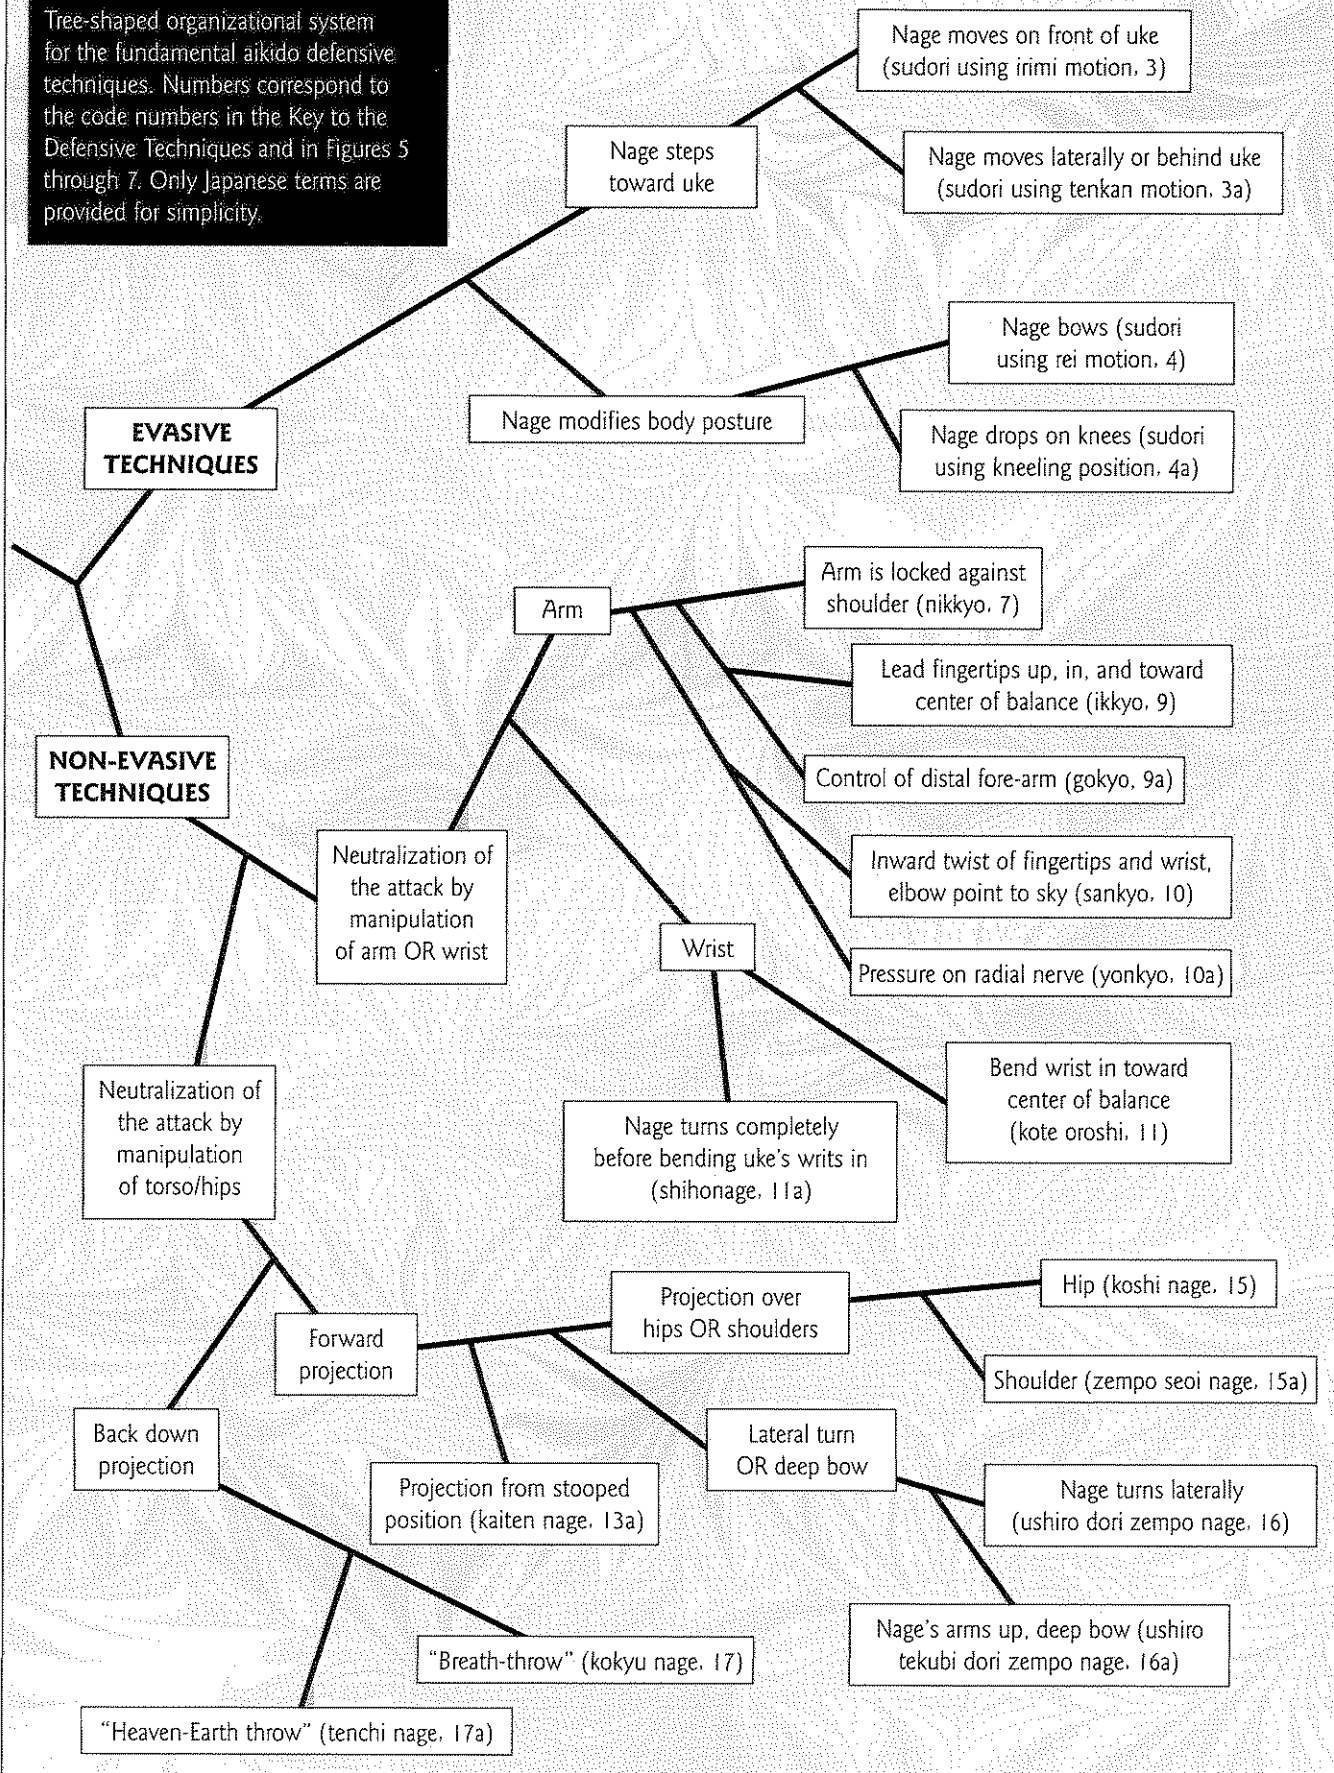 Tree-shaped organizational system
for the fundamental aikido defensive
techniques. Numbers correspond to
the code numbers in the Key to the
Defensive Techniques and in Figures 5
through 7. Only Japanese terms are
provided for simplicity.
Nage moves on front of uke
(sudori using irimi motion, 3)
Nage steps
toward uke
Nage moves laterally or behind uke
(sudori using tenkan motion, 3a)
Nage bows (sudori
using rei motion, 4)
Nage modifies body posture
Nage drops on knees (sudori
using kneeling position, 4a)
EVASIVE
TECHNIQUES
Arm is locked against
shoulder (nikkyo, 7)
Arm
Lead fingertips up, in, and toward
center of balance (ikkyo, 9)
NON-EVASIVE
TECHNIQUES
Control of distal fore-arm (gokyo, 9a)
Neutralization of
the attack by
manipulation
of arm OR wrist
Inward twist of fingertips and wrist,
elbow point to sky (sankyo, 10)
Wrist
Pressure on radial nerve (yonkyo, 10a)
Bend wrist in toward
center of balance
(kote oroshi, 11)
Neutralization of
the attack by
manipulation
of torso/hips
Nage turns completely
before bending uke's writs in
(shihonage, 11a)
Projection over
hips OR shoulders
Hip (koshi nage, 15)
Forward
projection
Shoulder (zempo seoi nage, 15a)
Back down
projection
Lateral turn
OR deep bow
Projection from stooped
position (kaiten nage, 13a)
Nage turns laterally
(ushiro dori zempo nage, 16)
Nage's arms up, deep bow (ushiro
tekubi dori zempo nage, 16a)
"Breath-throw" (kokyu nage, 17)
"Heaven-Earth throw" (tenchi nage, 17a)